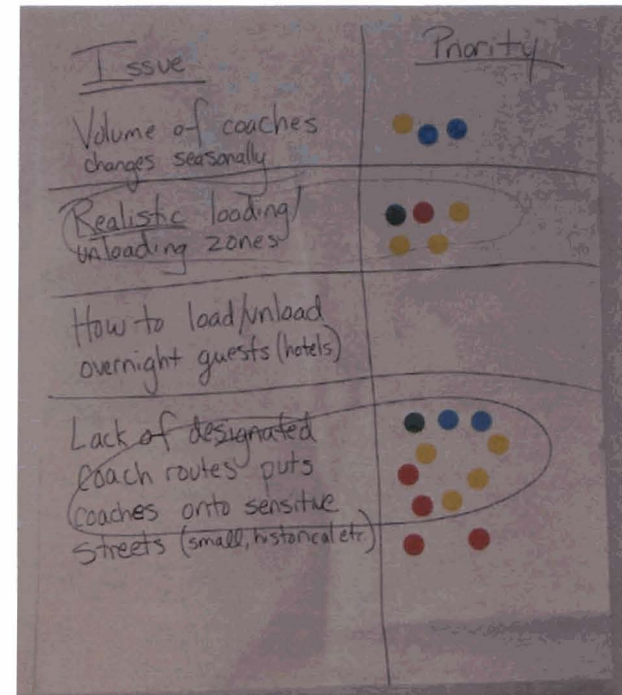 Issue
Priority
Volume of coaches
changes seasonally
Realistic loading/
unloading zones
How to load/unload
overnight guests (hotels)
Lack of designated
coach routes puts
coaches onto sensitive
streets (small, historical etc.)